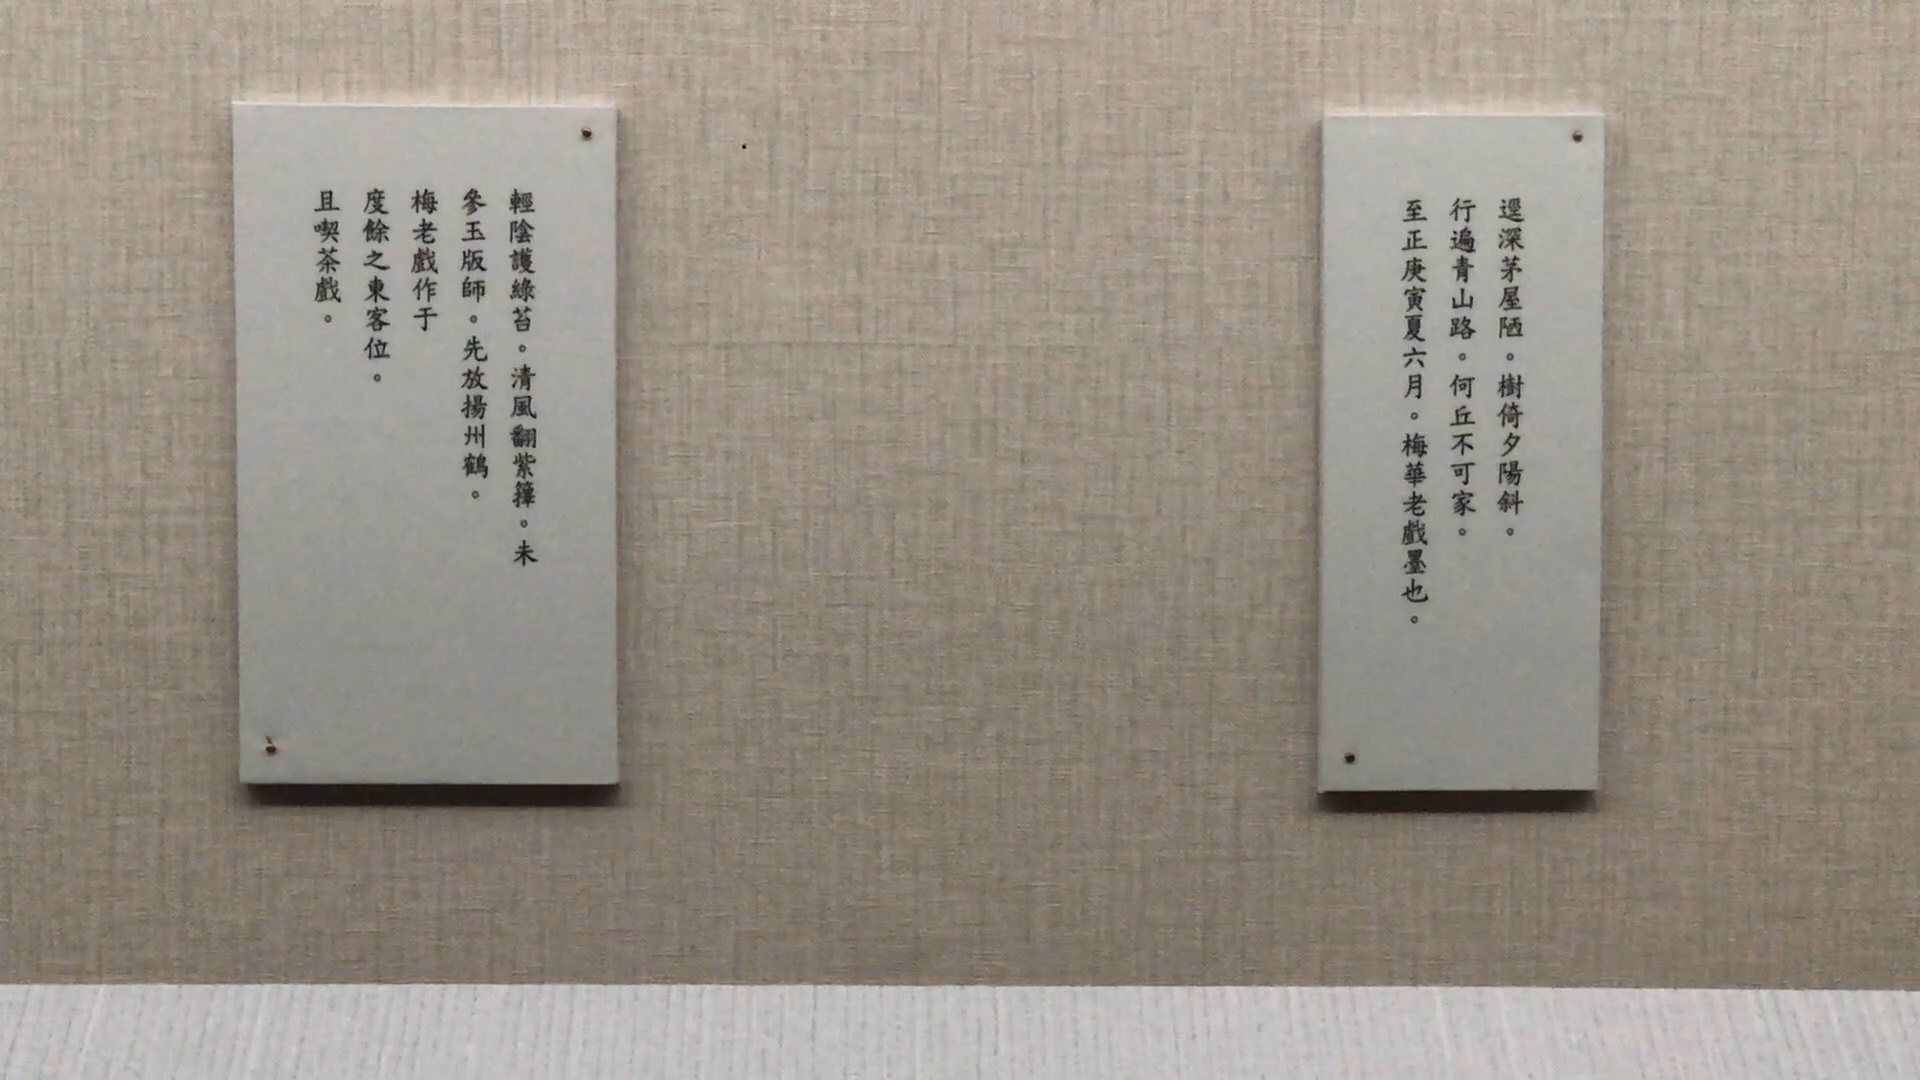 逕深茅屋陋。樹倚夕陽斜。
行遍青山路。何丘不可家。
至正庚寅夏六月。梅華老戲墨也。
輕陰護綠苔。清風翻紫籜。未
參玉版師。先放揚州鶴。
梅老戲作于
度餘之東客位。
且喫茶戲。